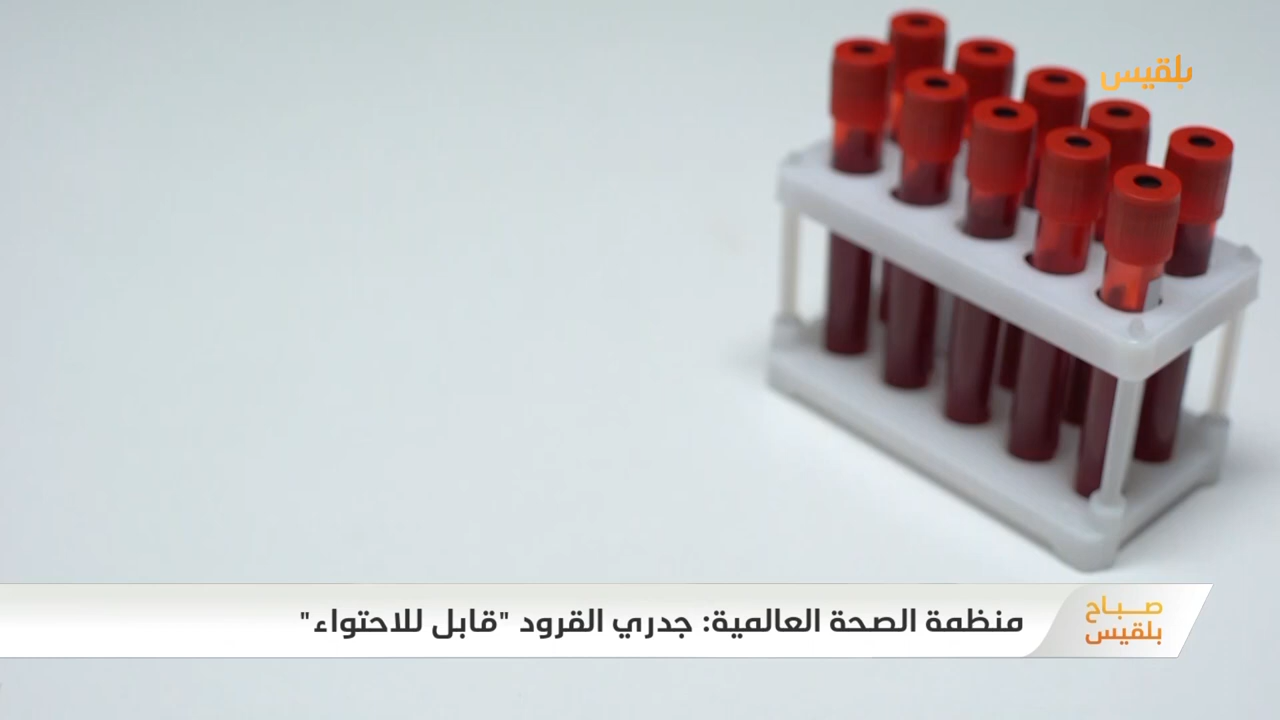 بلقيس
منظمة الصحة العالمية: جدري القرود "قابل للاحتواء"
صباح
بلقيس